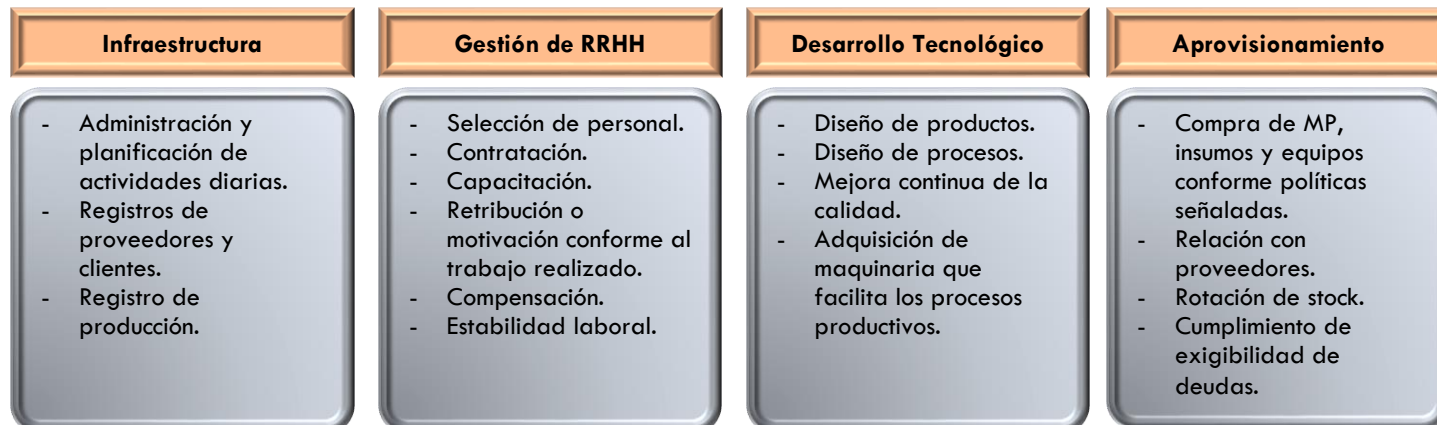 Infraestructura
- Administración y
planificación de
actividades diarias.
- Registros de
proveedores y
clientes.
- Registro de
producción.
Gestión de RRHH
- Selección de personal.
- Contratación.
- Capacitación.
- Retribución o
motivación conforme al
trabajo realizado.
- Compensación.
- Estabilidad laboral.
Desarrollo Tecnológico
- Diseño de productos.
- Diseño de procesos.
- Mejora continua de la
calidad.
- Adquisición de
maquinaria que
facilita los procesos
productivos.
Aprovisionamiento
- Compra de MP,
insumos y equipos
conforme políticas
señaladas.
- Relación con
proveedores.
- Rotación de stock.
- Cumplimiento de
exigibilidad de
deudas.